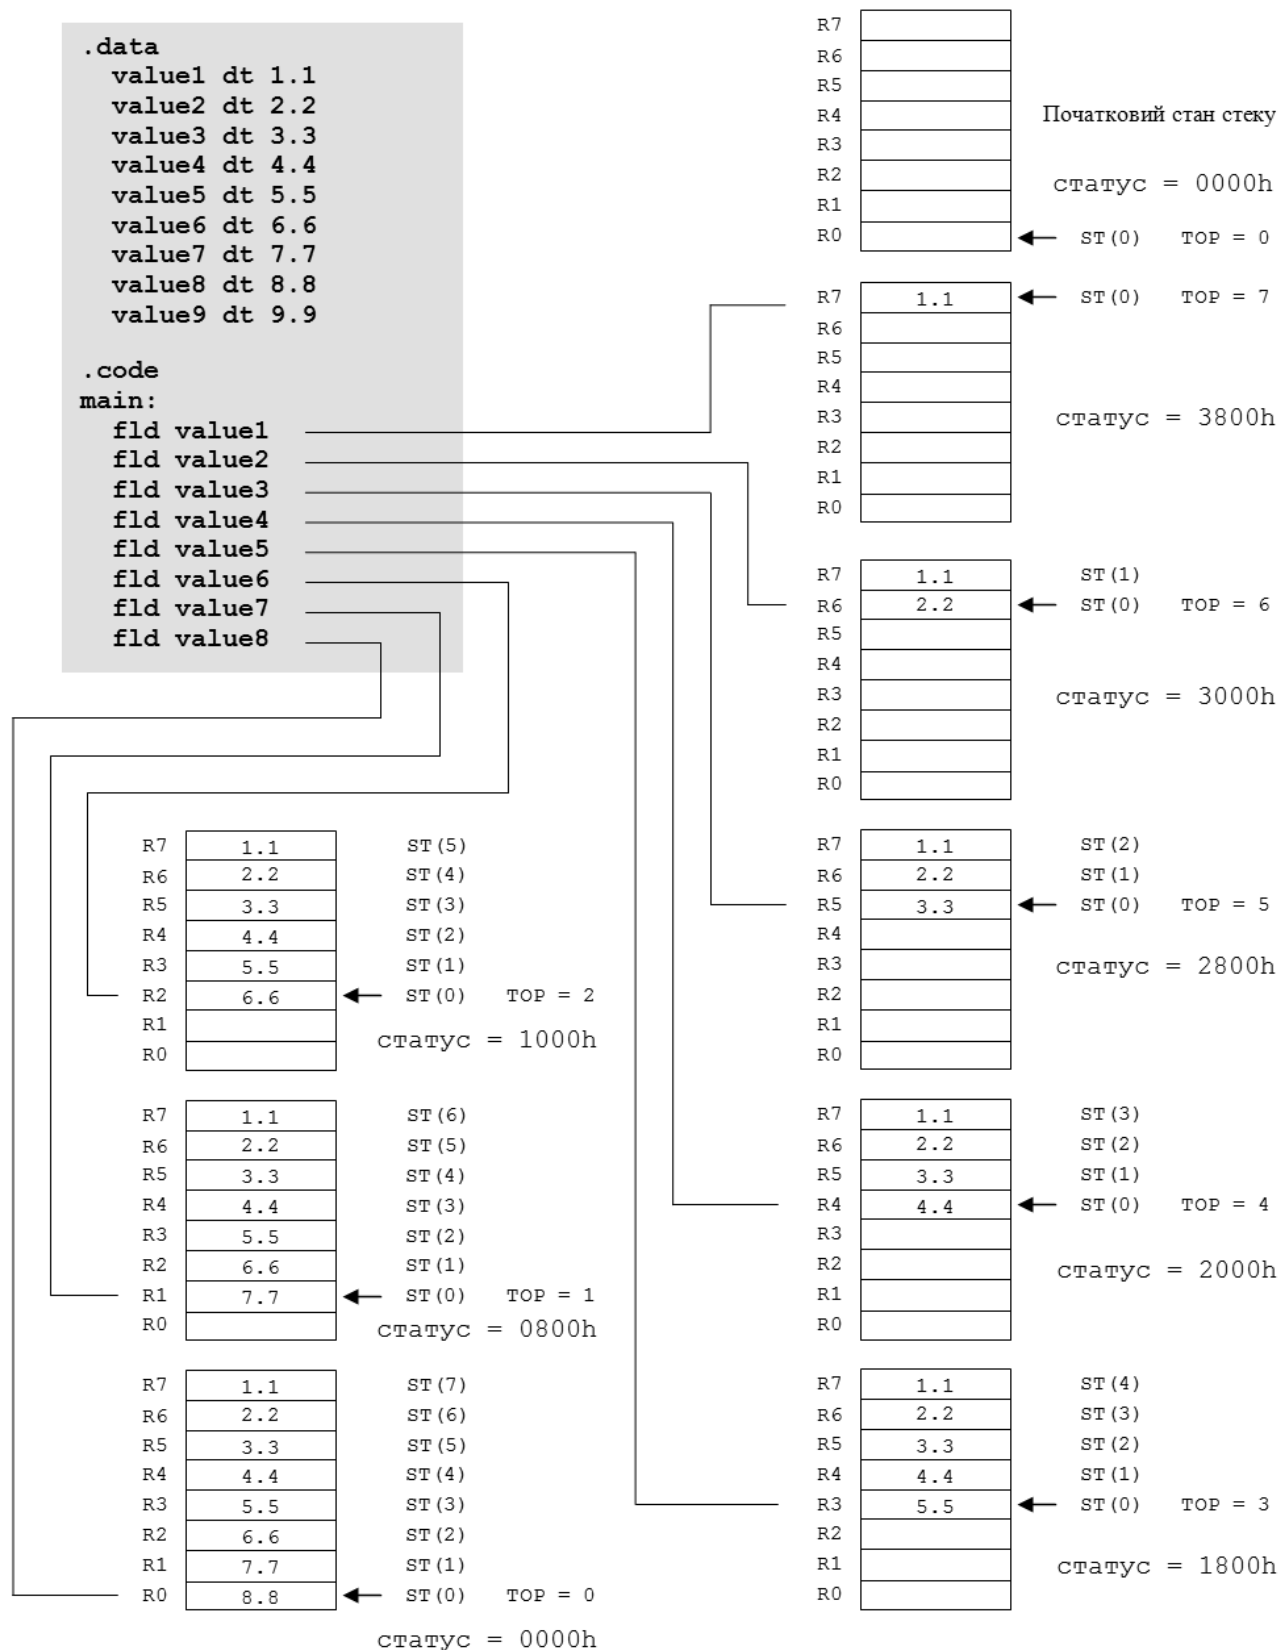 .data
value1 dt 1.1
value2 dt 2.2
value3 dt 3.3
value4 dt 4.4
value5 dt 5.5
value6 dt 6.6
value7 dt 7.7
value8 dt 8.8
value9 dt 9.9
.code
main:
fld value1
fld value2
fld value3
fld value4
fld value5
fld value6
fld value7
fld value8
R7
R6
R5
R4 Початковий стан стеку
R3
R2 статус = 0000h
R1
R0 ST(0) TOP = 0
R7 1.1 ST(0) TOP = 7
R6
R5
R4
R3 статус = 3800h
R2
R1
R0
R7 1.1 ST(1)
R6 2.2 ST(0) TOP = 6
R5
R4
R3 статус = 3000h
R2
R1
R0
R7 1.1 ST(2)
R6 2.2 ST(1)
R5 3.3 ST(0) TOP = 5
R4
R3 статус = 2800h
R2
R1
R0
R7 1.1 ST(3)
R6 2.2 ST(2)
R5 3.3 ST(1)
R4 4.4 ST(0) TOP = 4
R3
R2 статус = 2000h
R1
R0
R7 1.1 ST(4)
R6 2.2 ST(3)
R5 3.3 ST(2)
R4 4.4 ST(1)
R3 5.5 ST(0) TOP = 3
R2
R1 статус = 1800h
R0
R7 1.1 ST(5)
R6 2.2 ST(4)
R5 3.3 ST(3)
R4 4.4 ST(2)
R3 5.5 ST(1)
R2 6.6 ST(0) TOP = 2
R1
статус = 1000h
R0
R7 1.1 ST(6)
R6 2.2 ST(5)
R5 3.3 ST(4)
R4 4.4 ST(3)
R3 5.5 ST(2)
R2 6.6 ST(1)
R1 7.7 ST(0) TOP = 1
R0 статус = 0800h
R7 1.1 ST(7)
R6 2.2 ST(6)
R5 3.3 ST(5)
R4 4.4 ST(4)
R3 5.5 ST(3)
R2 6.6 ST(2)
R1 7.7 ST(1)
R0 8.8 ST(0) TOP = 0
статус = 0000h